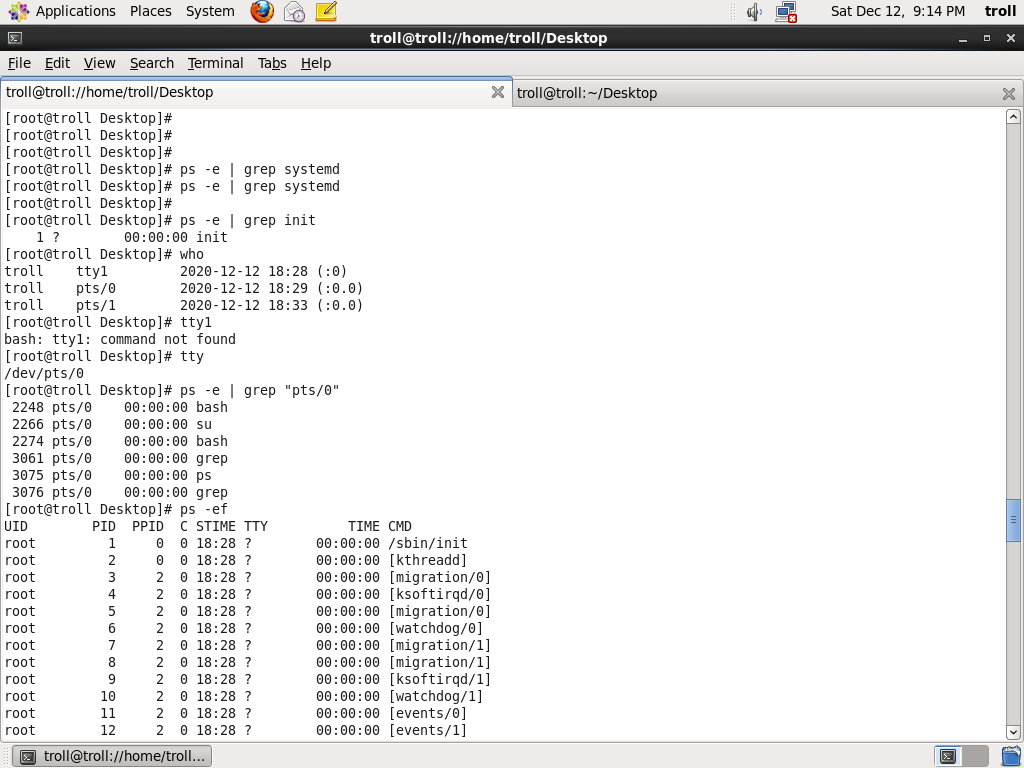 Applications Places System Sat Dec 12, 9:14 PM troll
troll@troll://home/troll/Desktop
File Edit View Search Terminal Tabs Help
troll@troll://home/troll/Desktop troll@troll:~/Desktop
[root@troll Desktop]#
[root@troll Desktop]#
[root@troll Desktop]#
[root@troll Desktop]# ps -e | grep systemd
[root@troll Desktop]# ps -e | grep systemd
[root@troll Desktop]#
[root@troll Desktop]# ps -e | grep init
    1 ?        00:00:00 init
[root@troll Desktop]# who
troll    tty1         2020-12-12 18:28 (:0)
troll    pts/0        2020-12-12 18:29 (:0.0)
troll    pts/1        2020-12-12 18:33 (:0.0)
[root@troll Desktop]# tty1
bash: tty1: command not found
[root@troll Desktop]# tty
/dev/pts/0
[root@troll Desktop]# ps -e | grep "pts/0"
 2248 pts/0    00:00:00 bash
 2266 pts/0    00:00:00 su
 2274 pts/0    00:00:00 bash
 3061 pts/0    00:00:00 grep
 3075 pts/0    00:00:00 ps
 3076 pts/0    00:00:00 grep
[root@troll Desktop]# ps -ef
UID        PID  PPID  C STIME TTY          TIME CMD
root         1     0  0 18:28 ?        00:00:00 /sbin/init
root         2     0  0 18:28 ?        00:00:00 [kthreadd]
root         3     2  0 18:28 ?        00:00:00 [migration/0]
root         4     2  0 18:28 ?        00:00:00 [ksoftirqd/0]
root         5     2  0 18:28 ?        00:00:00 [migration/0]
root         6     2  0 18:28 ?        00:00:00 [watchdog/0]
root         7     2  0 18:28 ?        00:00:00 [migration/1]
root         8     2  0 18:28 ?        00:00:00 [migration/1]
root         9     2  0 18:28 ?        00:00:00 [ksoftirqd/1]
root        10     2  0 18:28 ?        00:00:00 [watchdog/1]
root        11     2  0 18:28 ?        00:00:00 [events/0]
root        12     2  0 18:28 ?        00:00:00 [events/1]
troll@troll://home/troll...